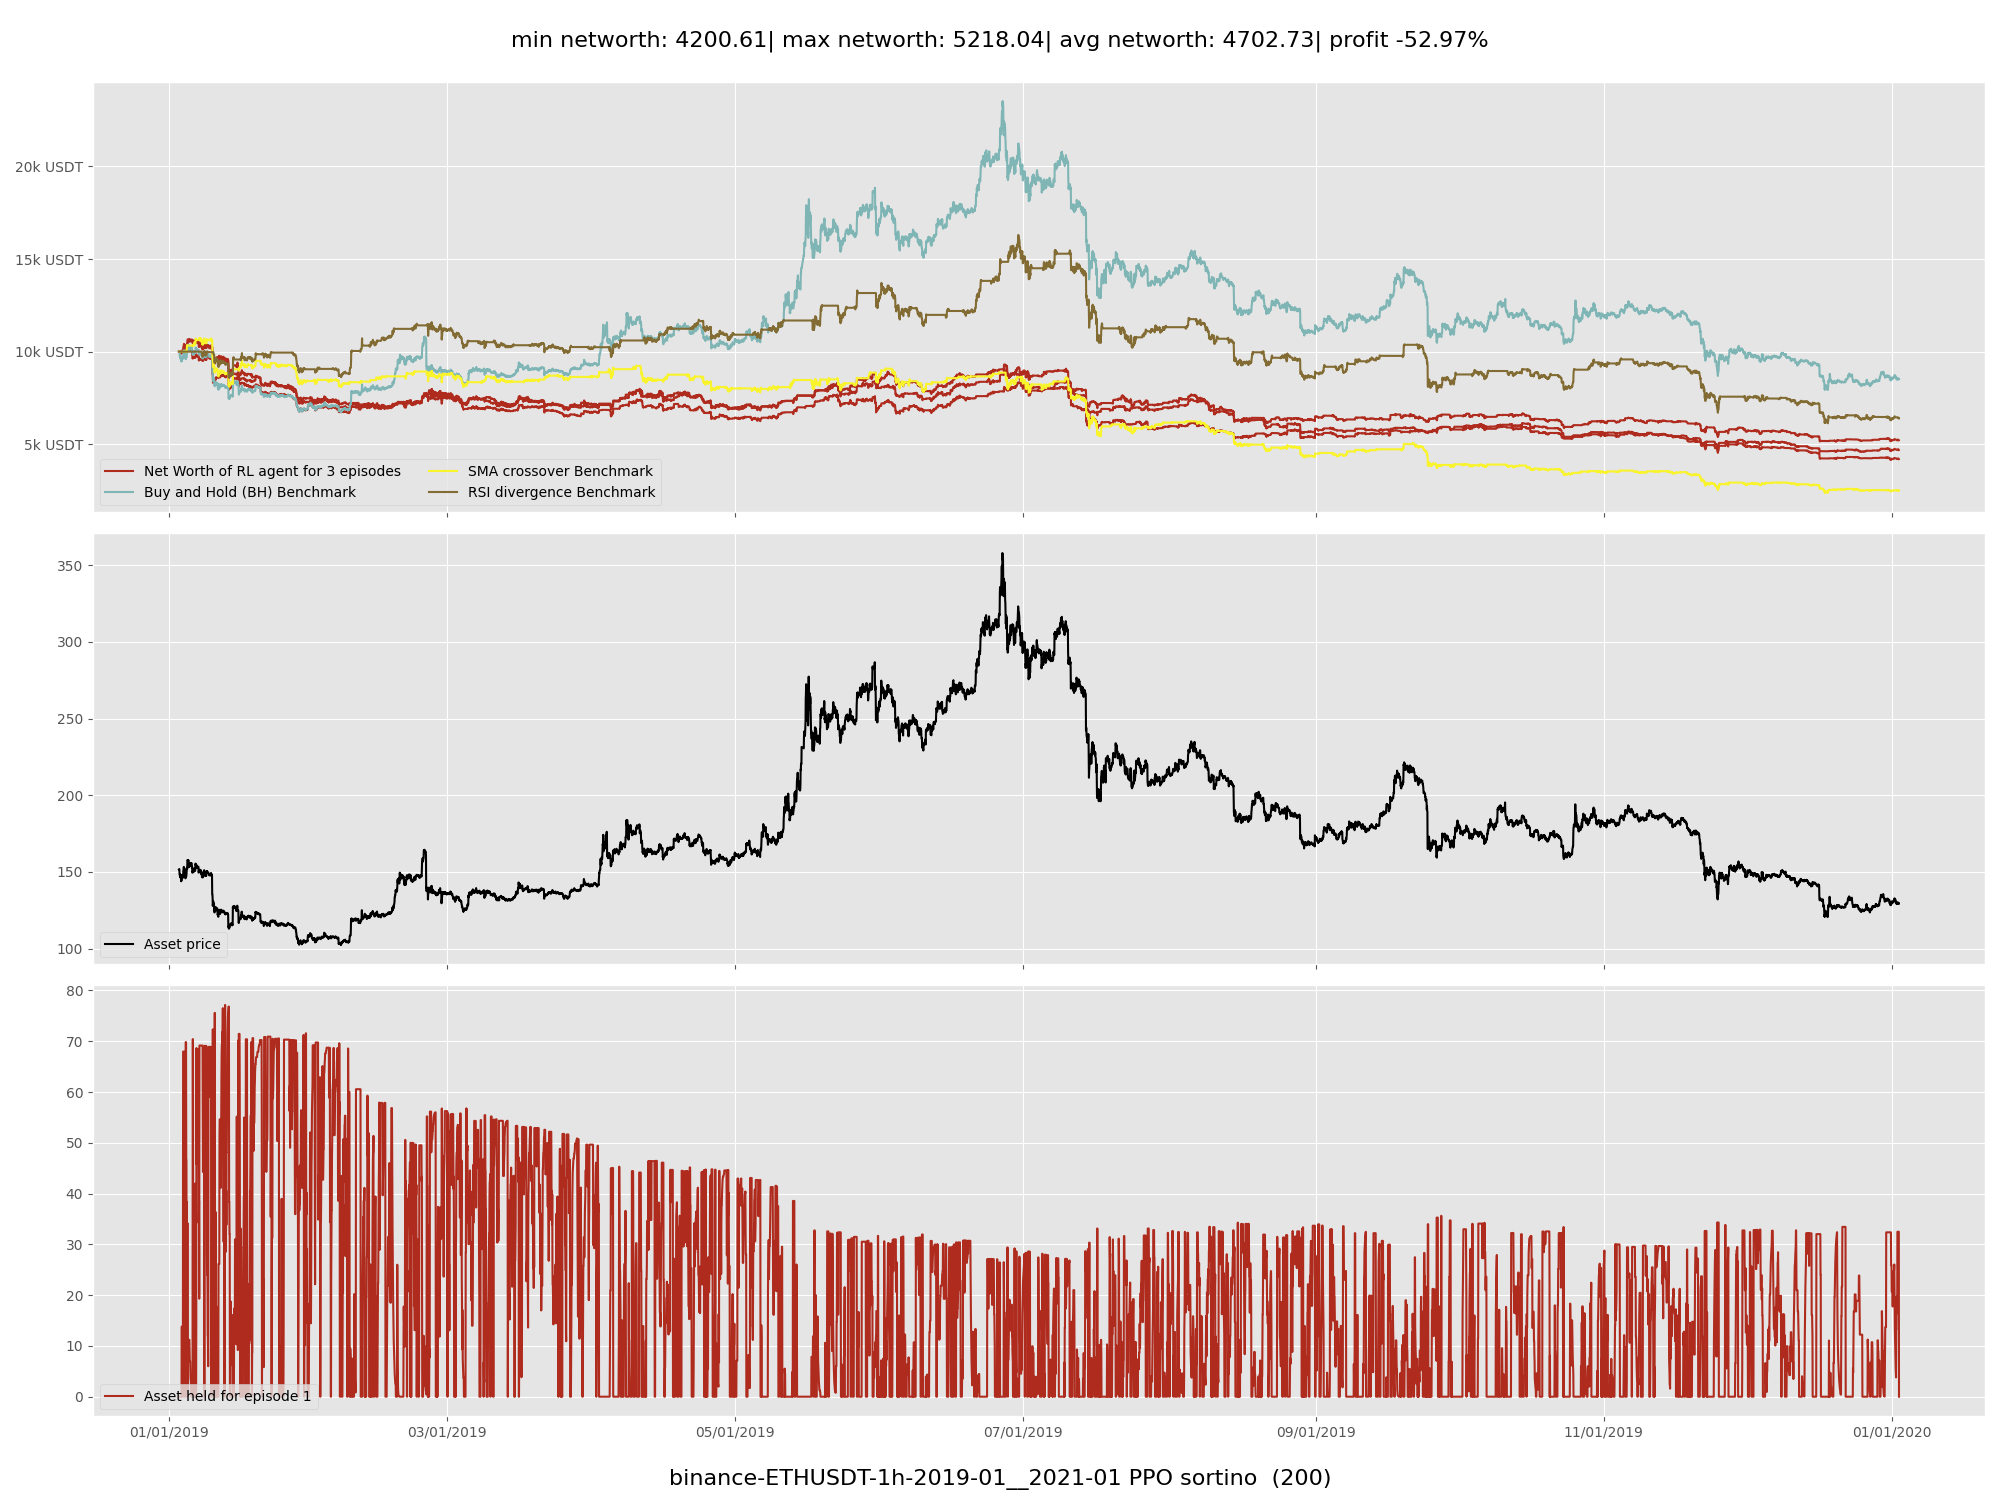 min networth: 4200.61| max networth: 5218.04| avg networth: 4702.73| profit -52.97%
20k USDT
15k USDT
10k USDT
5k USDT
Net Worth of RL agent for 3 episodes
Buy and Hold (BH) Benchmark
SMA crossover Benchmark
RSI divergence Benchmark
350
300
250
200
150
100
Asset price
80
70
60
50
40
30
20
10
0
Asset held for episode 1
01/01/2019 03/01/2019 05/01/2019 07/01/2019 09/01/2019 11/01/2019 01/01/2020
binance-ETHUSDT-1h-2019-01__2021-01 PPO sortino  (200)